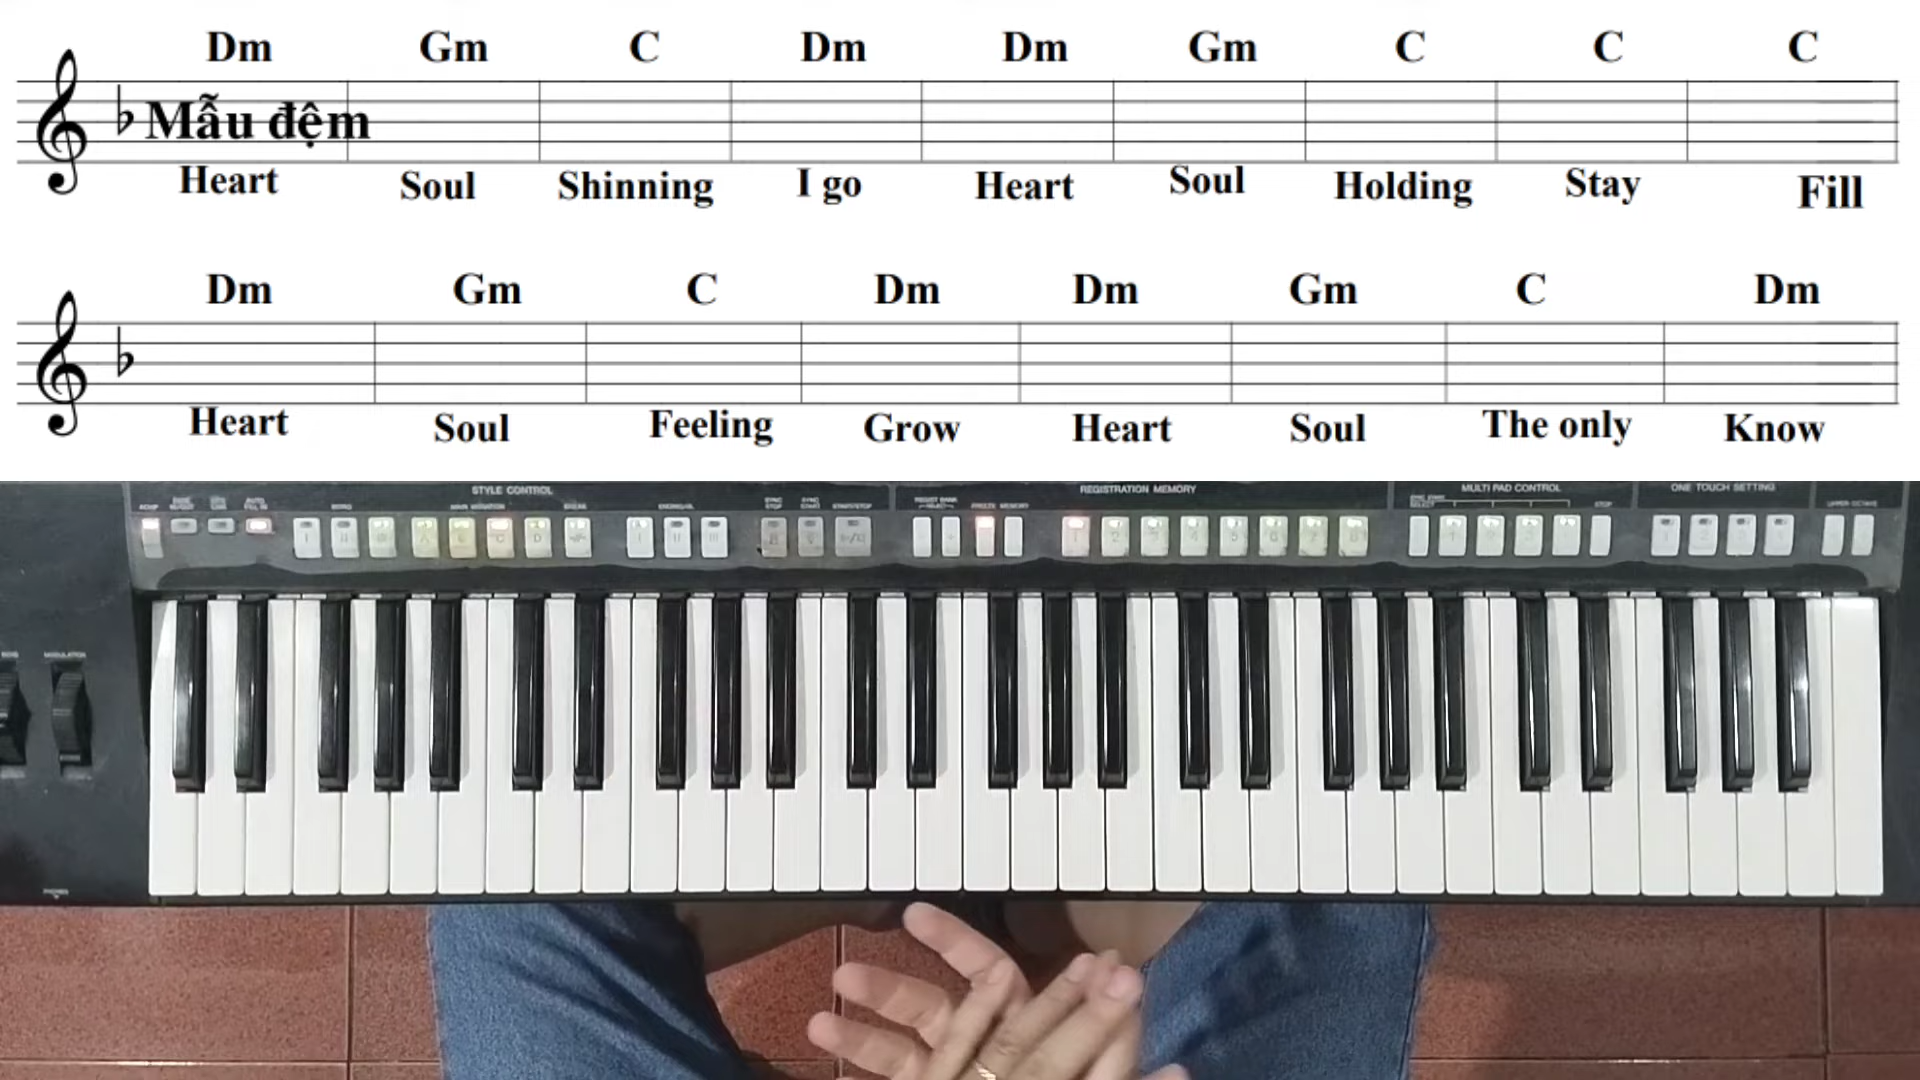 Dm Gm C Dm Dm Gm C C C
Mẫu đệm
Heart Soul Shinning I go Heart Soul Holding Stay Fill
Dm Gm C Dm Dm Gm C Dm
Heart Soul Feeling Grow Heart Soul The only Know
STYLE CONTROL REGISTRATION MEMORY MULTI PAD CONTROL ONE TOUCH SETTING
MODULATION